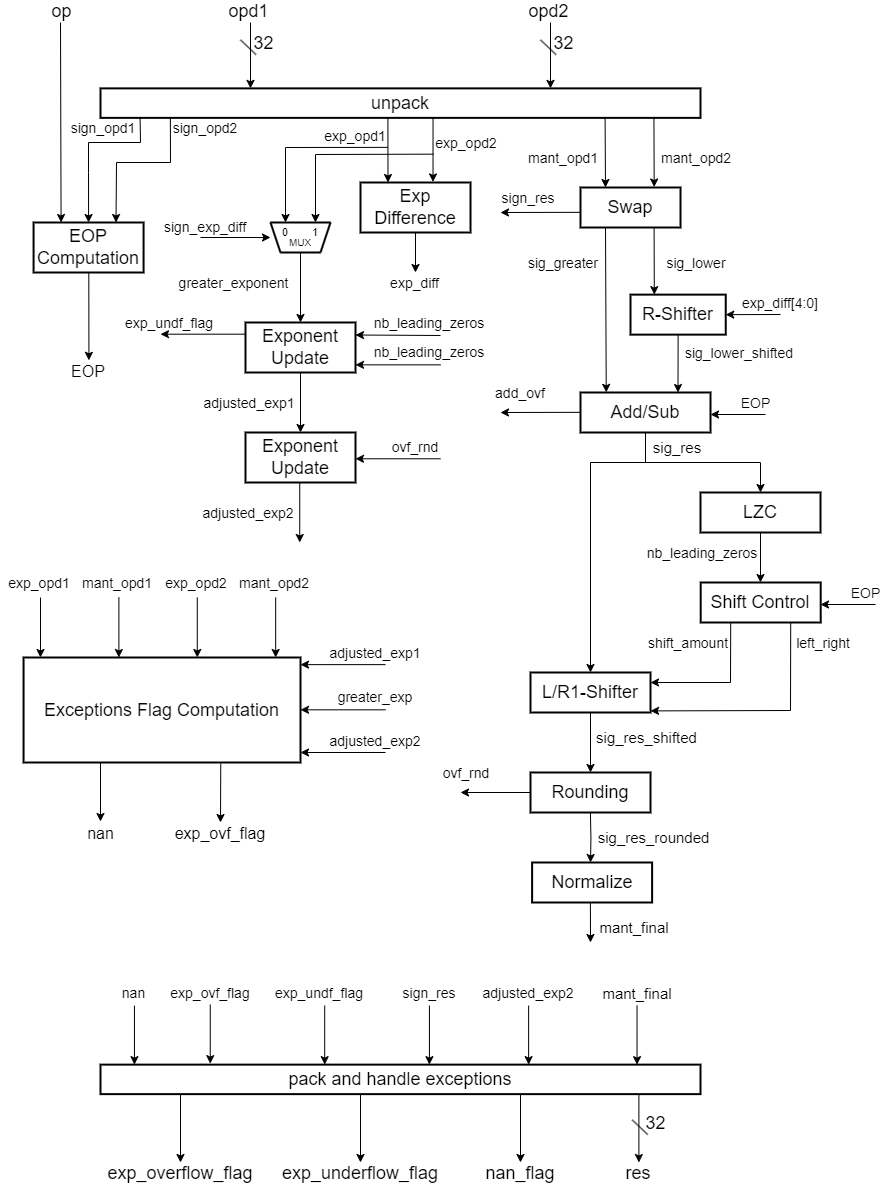 op
opd1
opd2
32
32
unpack
sign_opd1
sign_opd2
exp_opd1
exp_opd2
mant_opd1
mant_opd2
EOP
Computation
sign_exp_diff
0
1
MUX
Exp
Difference
sign_res
Swap
greater_exponent
exp_diff
sig_greater
sig_lower
exp_undf_flag
Exponent
Update
nb_leading_zeros
nb_leading_zeros
R-Shifter
exp_diff[4:0]
EOP
sig_lower_shifted
adjusted_exp1
add_ovf
Add/Sub
EOP
Exponent
Update
ovf_rnd
sig_res
adjusted_exp2
LZC
nb_leading_zeros
exp_opd1
mant_opd1
exp_opd2
mant_opd2
Shift Control
EOP
shift_amount
left_right
adjusted_exp1
Exceptions Flag Computation
greater_exp
adjusted_exp2
L/R1-Shifter
sig_res_shifted
ovf_rnd
Rounding
nan
exp_ovf_flag
sig_res_rounded
Normalize
mant_final
nan
exp_ovf_flag
exp_undf_flag
sign_res
adjusted_exp2
mant_final
pack and handle exceptions
32
exp_overflow_flag
exp_underflow_flag
nan_flag
res